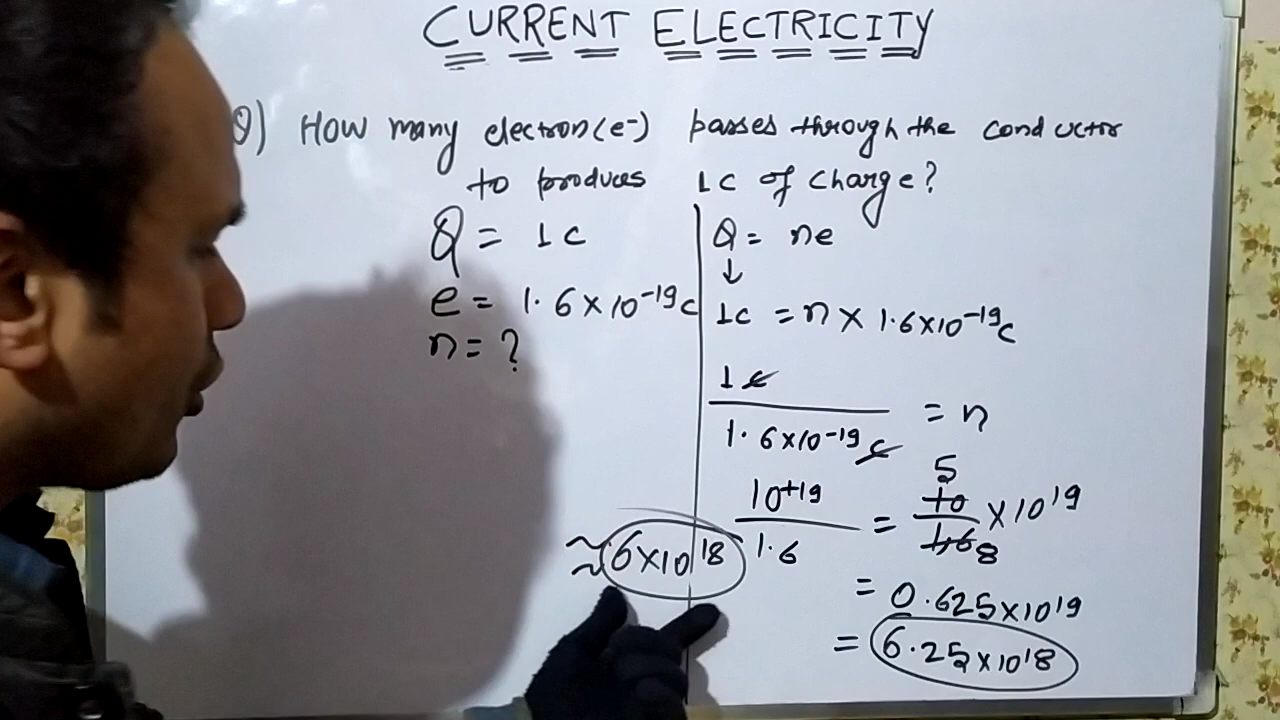 CURRENT ELECTRICITY
Q) How many electron(e-) passes through the conductor
to produces 1C of charge?
Q = 1C
e = 1.6×10⁻¹⁹C
n = ?
Q = ne
↓
1C = n × 1.6×10⁻¹⁹C
1C
1.6×10⁻¹⁹C
= n
10⁺¹⁹
1.6
= 5
10
16 8
×10¹⁹
= 0.625×10¹⁹
= 6.25×10¹⁸
≈ 6×10¹⁸